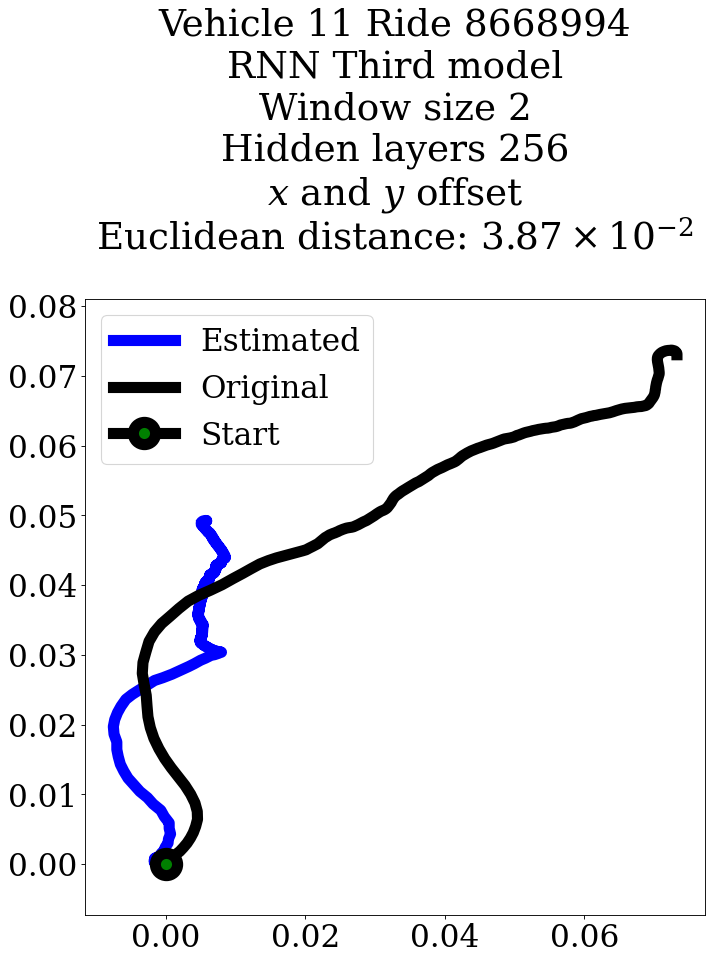 Vehicle 11 Ride 8668994
RNN Third model
Window size 2
Hidden layers 256
x and y offset
Euclidean distance: 3.87 × 10⁻²
0.08
0.07
0.06
0.05
0.04
0.03
0.02
0.01
0.00
Estimated
Original
Start
0.00 0.02 0.04 0.06